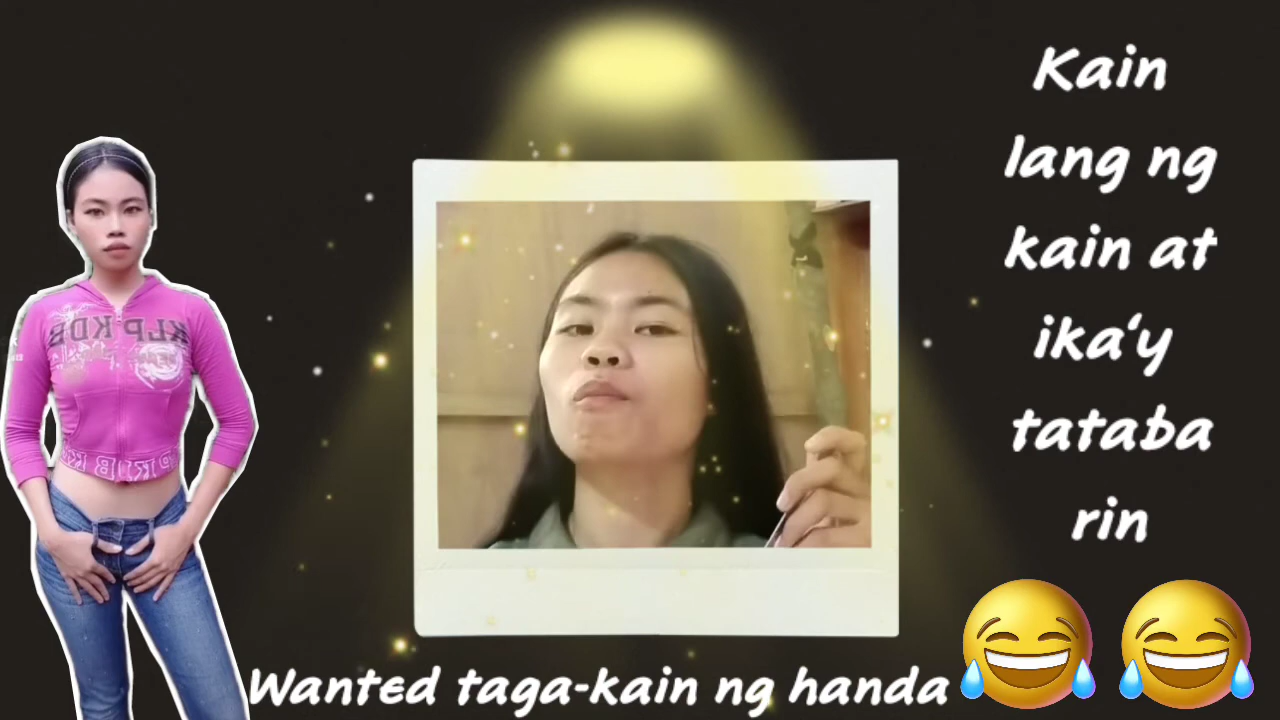 Kain
lang ng
kain at
ika'y
tataba
rin
Wanted taga-kain ng handa